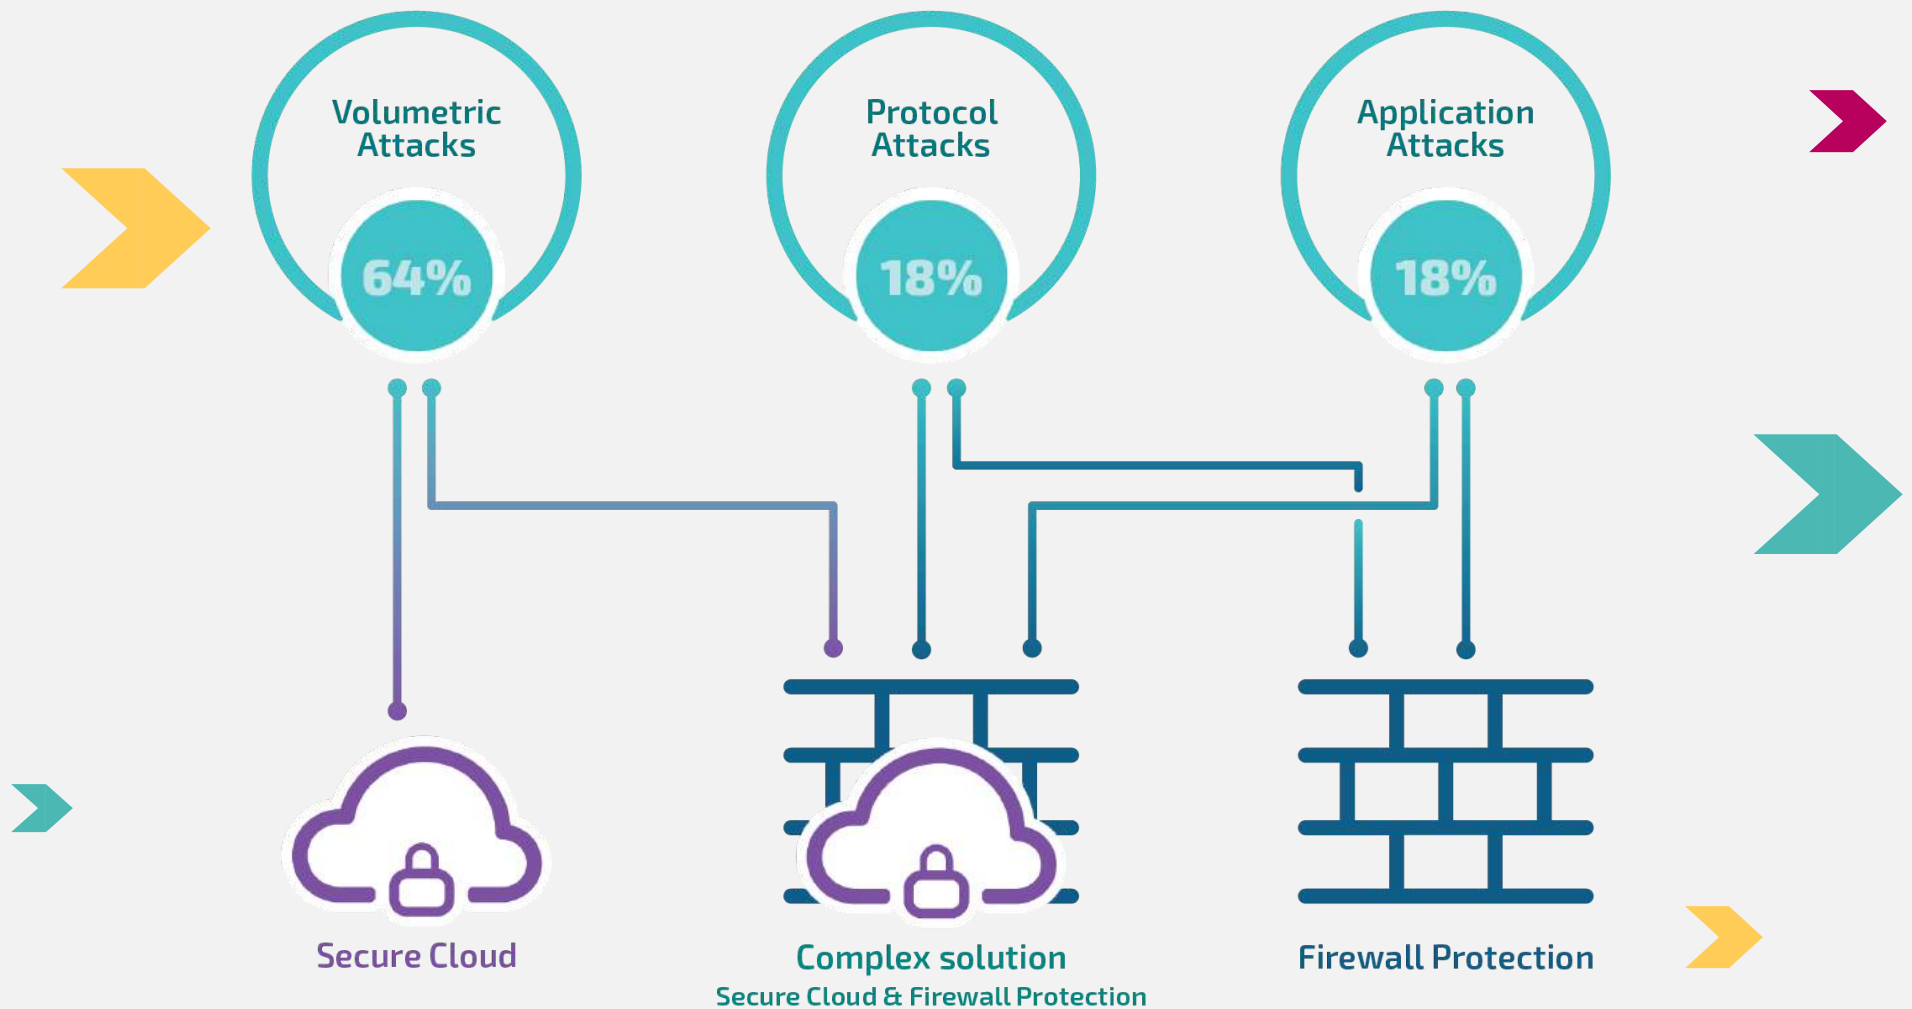 Volumetric
Attacks
64%
Protocol
Attacks
18%
Application
Attacks
18%
Secure Cloud
Complex solution
Secure Cloud & Firewall Protection
Firewall Protection